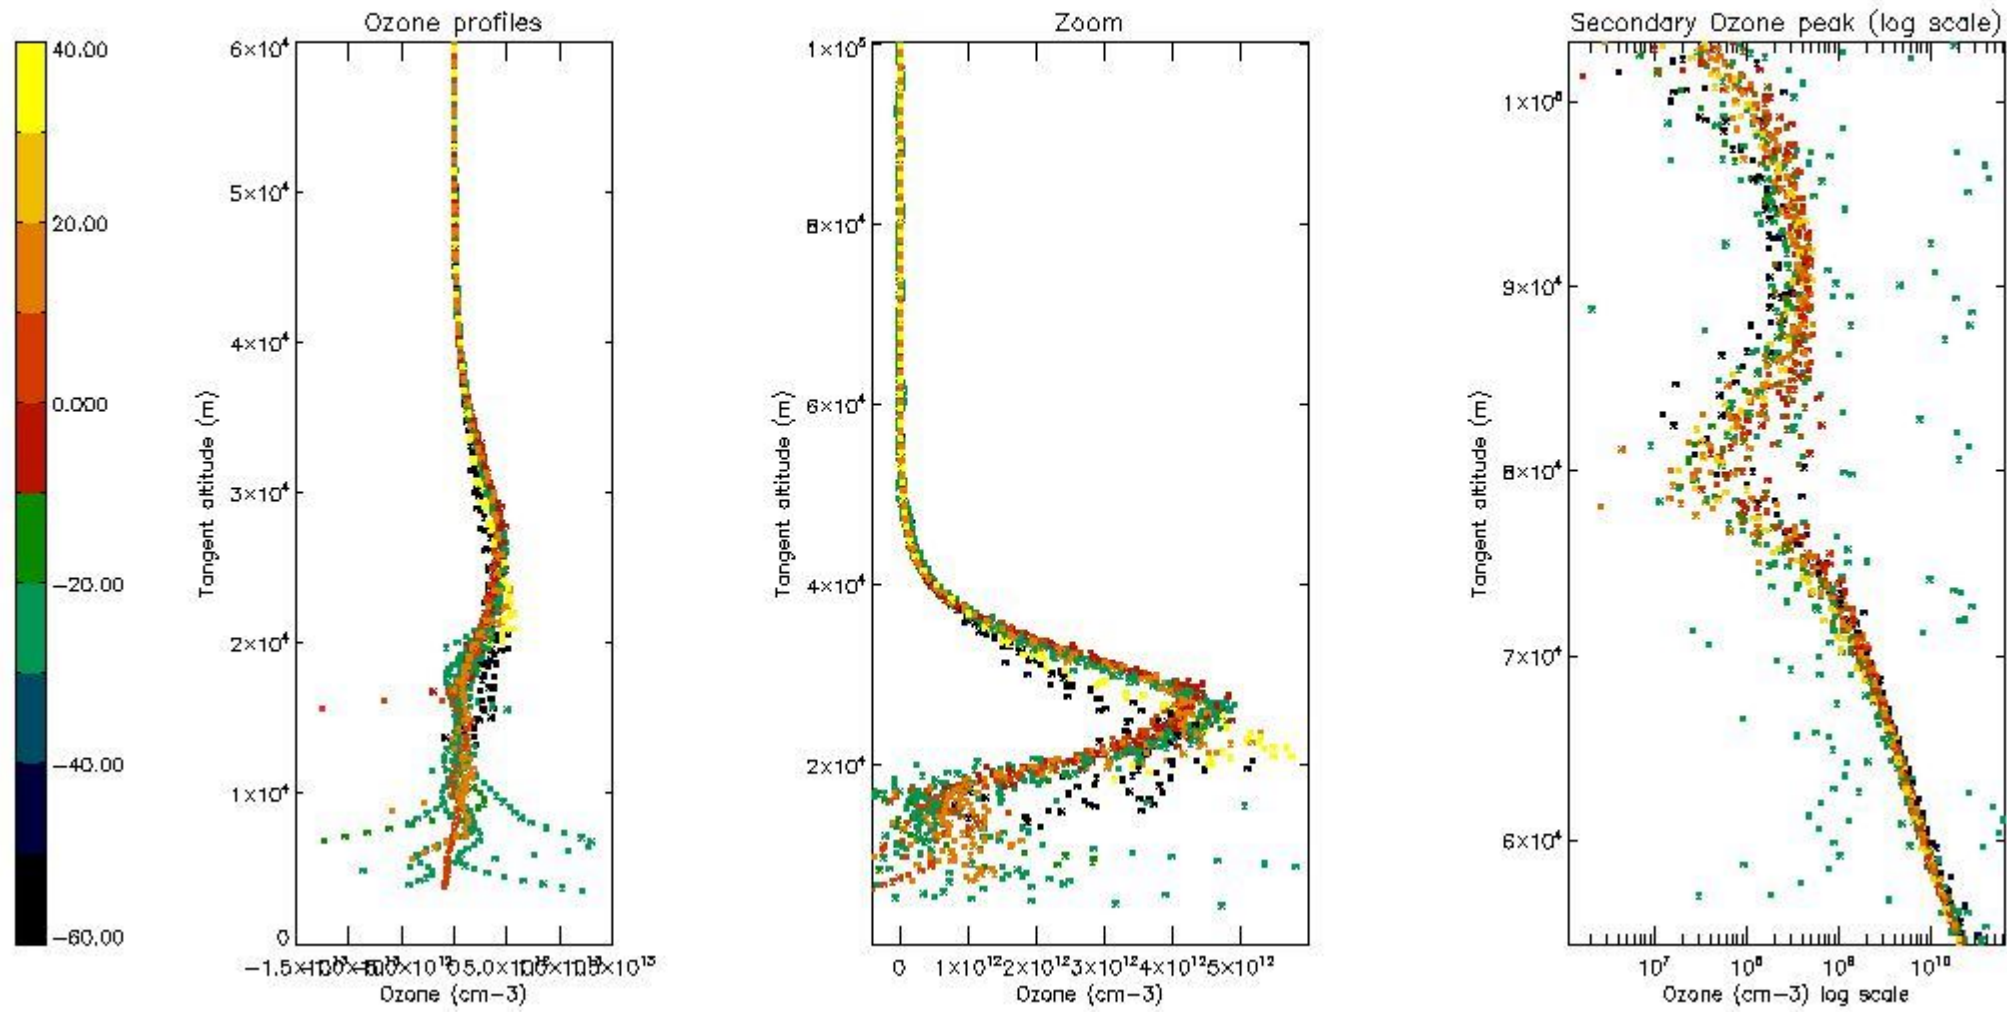 Ozone profiles
Zoom
Secondary Ozone peak (log scale)
40.00
20.00
0.000
−20.00
−40.00
−60.00
6×10⁴
5×10⁴
4×10⁴
3×10⁴
2×10⁴
1×10⁴
0
Tangent altitude (m)
Ozone (cm−3)
1×10⁵
8×10⁴
6×10⁴
4×10⁴
2×10⁴
Tangent altitude (m)
0 1×10¹² 2×10¹² 3×10¹² 4×10¹² 5×10¹²
Ozone (cm−3)
1×10⁵
9×10⁴
8×10⁴
7×10⁴
6×10⁴
Tangent altitude (m)
10⁷ 10⁸ 10⁹ 10¹⁰
Ozone (cm−3) log scale